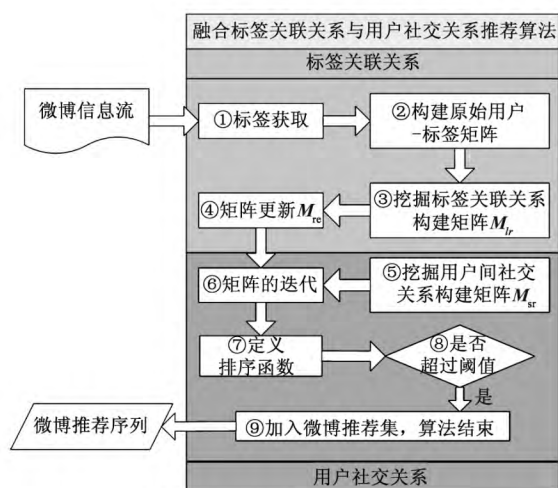 融合标签关联关系与用户社交关系推荐算法
标签关联关系
微博信息流
①标签获取
②构建原始用户
-标签矩阵
③挖掘标签关联关系
构建矩阵M_lr
④矩阵更新M_re
⑤挖掘用户间社交
关系构建矩阵M_sr
⑥矩阵的迭代
⑦定义
排序函数
⑧是否
超过阈值
是
微博推荐序列
⑨加入微博推荐集，算法结束
用户社交关系